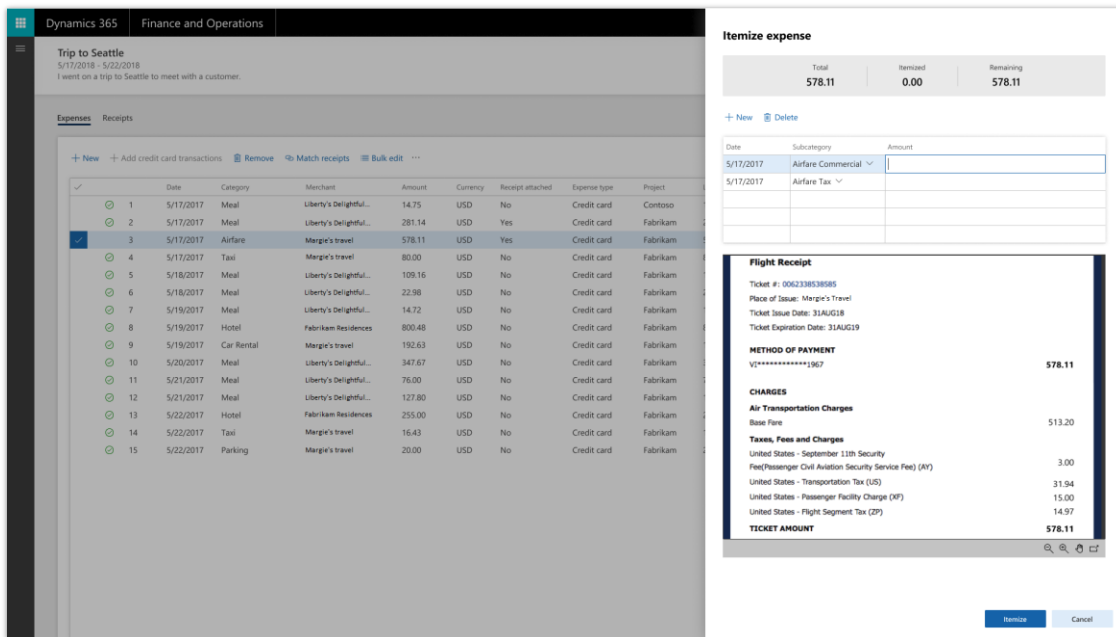 Dynamics 365 Finance and Operations
Trip to Seattle
5/17/2018 - 5/22/2018
I went on a trip to Seattle to meet with a customer.
Expenses Receipts
New Add credit card transactions Remove Match receipts Bulk edit ...
Date Category Merchant Amount Currency Receipt attached Expense type Project
1 5/17/2017 Meal Liberty's Delightful... 14.75 USD No Credit card Contoso
2 5/17/2017 Meal Liberty's Delightful... 281.14 USD Yes Credit card Fabrikam
3 5/17/2017 Airfare Margie's travel 578.11 USD Yes Credit card Fabrikam
4 5/17/2017 Taxi Margie's travel 80.00 USD No Credit card Fabrikam
5 5/18/2017 Meal Liberty's Delightful... 109.16 USD No Credit card Fabrikam
6 5/18/2017 Meal Liberty's Delightful... 22.98 USD No Credit card Fabrikam
7 5/19/2017 Meal Liberty's Delightful... 14.72 USD No Credit card Fabrikam
8 5/19/2017 Hotel Fabrikam Residences 800.48 USD No Credit card Fabrikam
9 5/19/2017 Car Rental Margie's travel 192.63 USD No Credit card Fabrikam
10 5/20/2017 Meal Liberty's Delightful... 347.67 USD No Credit card Fabrikam
11 5/21/2017 Meal Liberty's Delightful... 76.00 USD No Credit card Fabrikam
12 5/21/2017 Meal Liberty's Delightful... 127.80 USD No Credit card Fabrikam
13 5/22/2017 Hotel Fabrikam Residences 255.00 USD No Credit card Fabrikam
14 5/22/2017 Taxi Margie's travel 16.43 USD No Credit card Fabrikam
15 5/22/2017 Parking Margie's travel 20.00 USD No Credit card Fabrikam
Itemize expense
Total Itemized Remaining
578.11 0.00 578.11
New Delete
Date Subcategory Amount
5/17/2017 Airfare Commercial
5/17/2017 Airfare Tax
Flight Receipt
Ticket #: 0062338538585
Place of Issue: Margie's Travel
Ticket Issue Date: 31AUG18
Ticket Expiration Date: 31AUG19
METHOD OF PAYMENT
VI************1967 578.11
CHARGES
Air Transportation Charges
Base Fare 513.20
Taxes, Fees and Charges
United States - September 11th Security
Fee(Passenger Civil Aviation Security Service Fee) (AY) 3.00
United States - Transportation Tax (US) 31.94
United States - Passenger Facility Charge (XF) 15.00
United States - Flight Segment Tax (ZP) 14.97
TICKET AMOUNT 578.11
Itemize Cancel